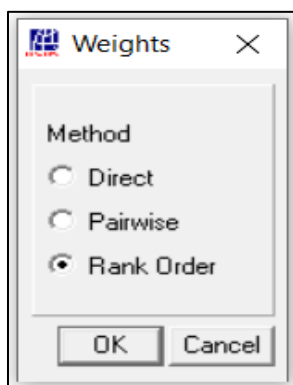 Weights
Method
Direct
Pairwise
Rank Order
OK Cancel